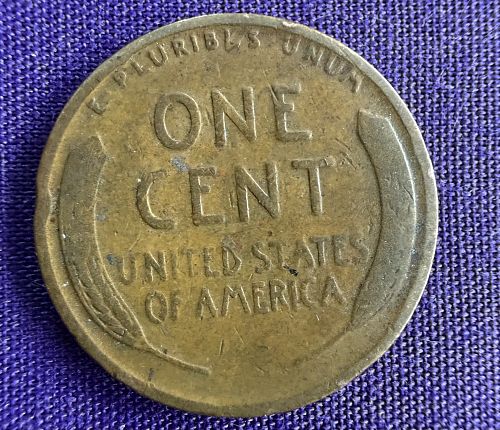 E PLURIBUS UNUM
ONE
CENT
UNITED STATES
OF AMERICA